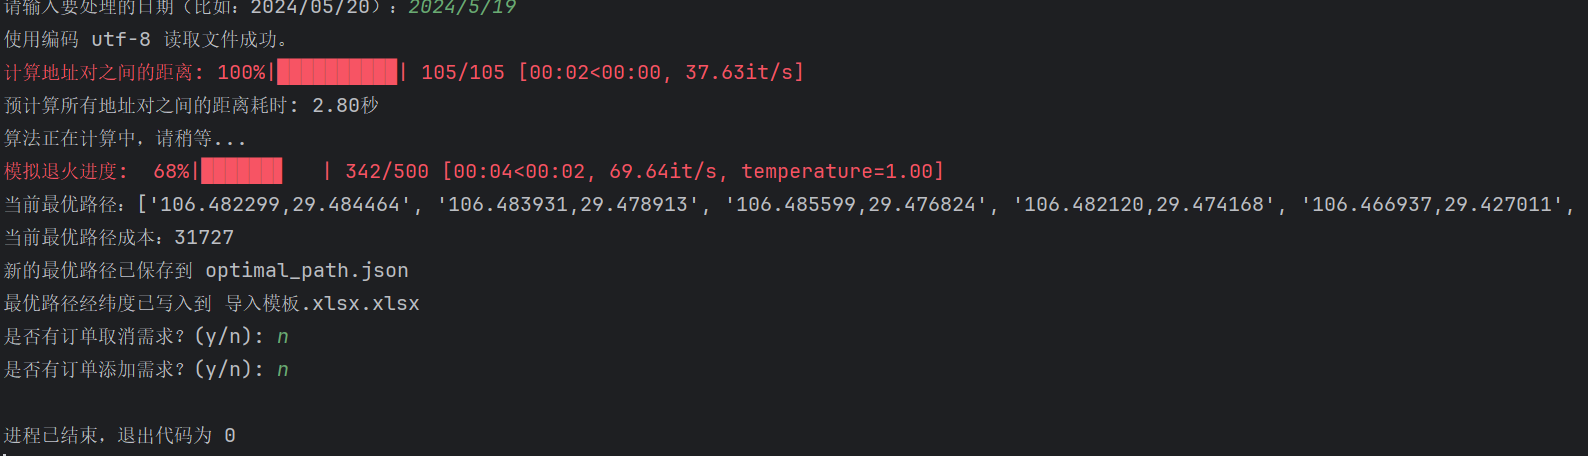 请输入要处理的日期（比如：2024/05/20）：2024/5/19
使用编码 utf-8 读取文件成功。
计算地址对之间的距离: 100%|██████████| 105/105 [00:02<00:00, 37.63it/s]
预计算所有地址对之间的距离耗时: 2.80秒
算法正在计算中，请稍等...
模拟退火进度:  68%|███████   | 342/500 [00:04<00:02, 69.64it/s, temperature=1.00]
当前最优路径：['106.482299,29.484464', '106.483931,29.478913', '106.485599,29.476824', '106.482120,29.474168', '106.466937,29.427011',
当前最优路径成本：31727
新的最优路径已保存到 optimal_path.json
最优路径经纬度已写入到 导入模板.xlsx.xlsx
是否有订单取消需求？(y/n): n
是否有订单添加需求？(y/n): n
进程已结束，退出代码为 0